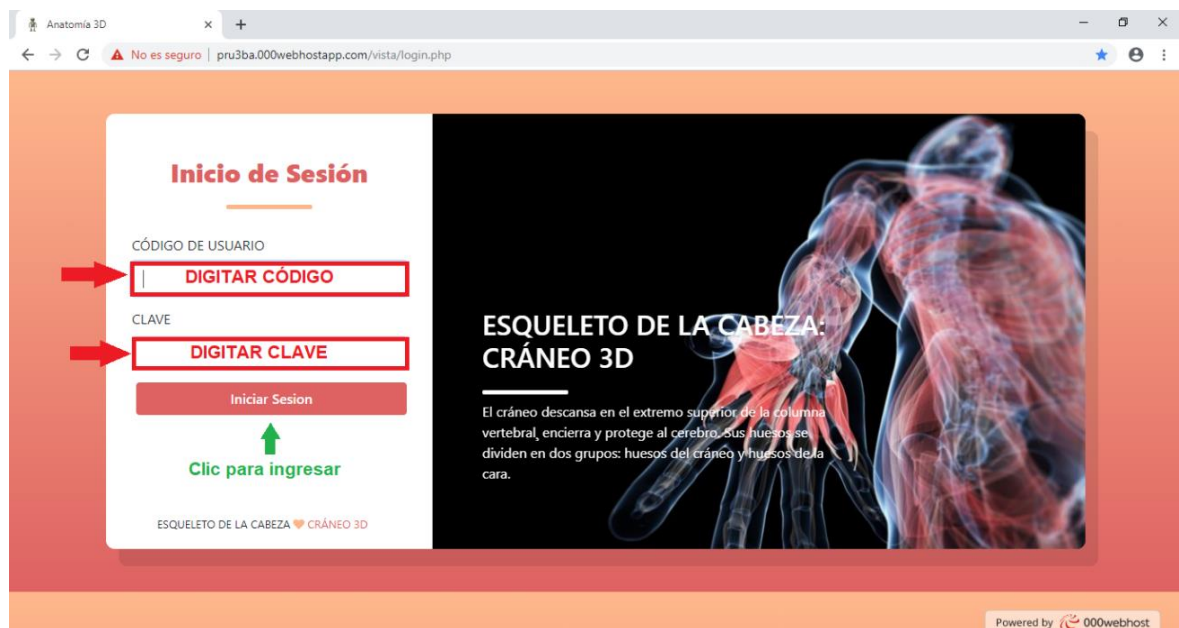 Anatomía 3D
No es seguro | pru3ba.000webhostapp.com/vista/login.php
Inicio de Sesión
CÓDIGO DE USUARIO
DIGITAR CÓDIGO
CLAVE
DIGITAR CLAVE
Iniciar Sesion
Clic para ingresar
ESQUELETO DE LA CABEZA 🧡 CRÁNEO 3D
ESQUELETO DE LA CABEZA:
CRÁNEO 3D
El cráneo descansa en el extremo superior de la columna
vertebral, encierra y protege al cerebro. Sus huesos se
dividen en dos grupos: huesos del cráneo y huesos de la
cara.
Powered by 000webhost